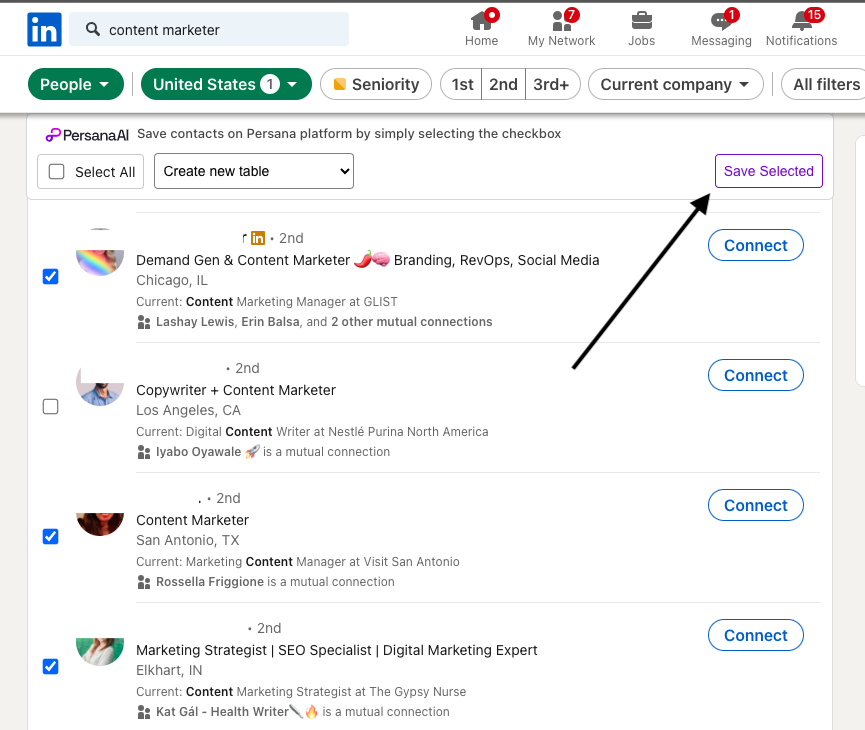 in content marketer
Home
7
My Network
Jobs
1
Messaging
15
Notifications
People United States 1 Seniority 1st 2nd 3rd+ Current company All filters
PersanaAI Save contacts on Persana platform by simply selecting the checkbox
Select All Create new table Save Selected
in • 2nd
Connect
Demand Gen & Content Marketer 🌶️🧠 Branding, RevOps, Social Media
Chicago, IL
Current: Content Marketing Manager at GLIST
Lashay Lewis, Erin Balsa, and 2 other mutual connections
• 2nd
Connect
Copywriter + Content Marketer
Los Angeles, CA
Current: Digital Content Writer at Nestlé Purina North America
Iyabo Oyawale 🚀 is a mutual connection
. • 2nd
Connect
Content Marketer
San Antonio, TX
Current: Marketing Content Manager at Visit San Antonio
Rossella Friggione is a mutual connection
• 2nd
Connect
Marketing Strategist | SEO Specialist | Digital Marketing Expert
Elkhart, IN
Current: Content Marketing Strategist at The Gypsy Nurse
Kat Gál - Health Writer🔪🔥 is a mutual connection